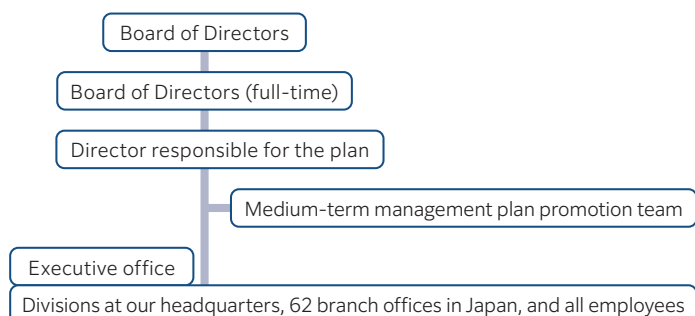 Board of Directors
Board of Directors (full-time)
Director responsible for the plan
Medium-term management plan promotion team
Executive office
Divisions at our headquarters, 62 branch offices in Japan, and all employees